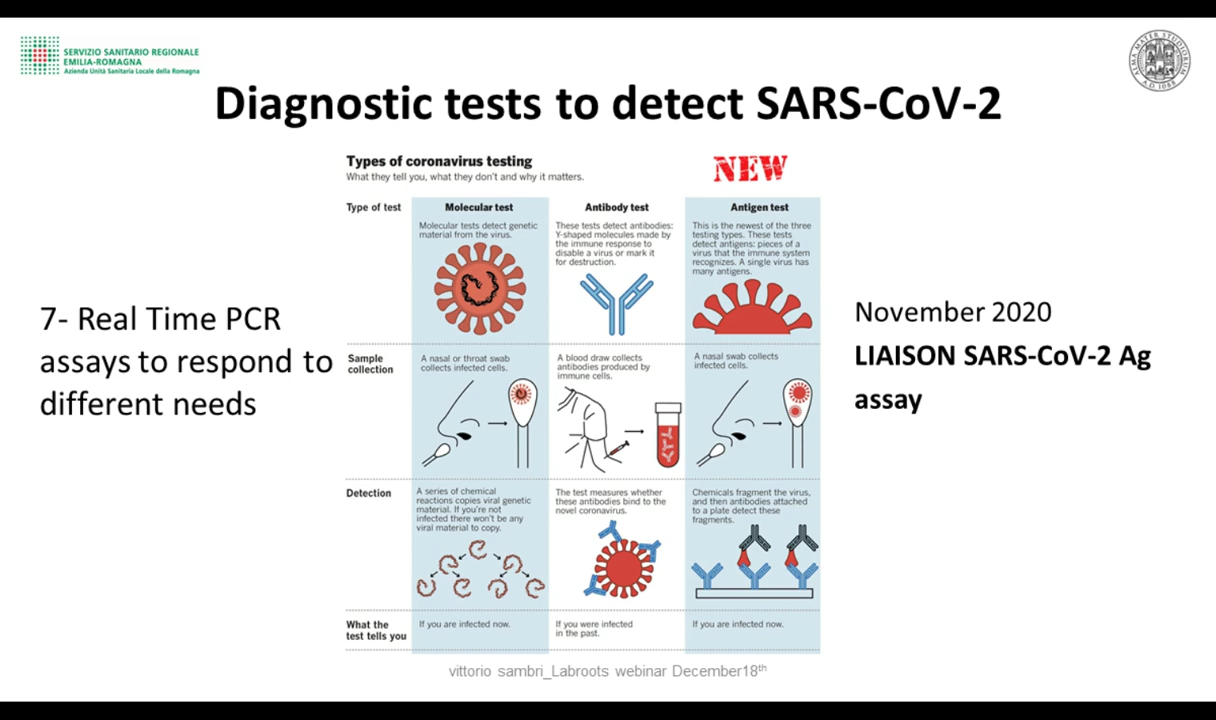 SERVIZIO SANITARIO REGIONALE
EMILIA-ROMAGNA
Azienda Unità Sanitaria Locale della Romagna
ALMA MATER STUDIORUM
A.D. 1088
Diagnostic tests to detect SARS-CoV-2
7- Real Time PCR
assays to respond to
different needs
Types of coronavirus testing
What they tell you, what they don't and why it matters.
NEW
Type of test
Molecular test
Molecular tests detect genetic
material from the virus.
Antibody test
These tests detect antibodies:
Y-shaped molecules made by
the immune response to
disable a virus or mark it
for destruction.
Antigen test
This is the newest of the three
testing types. These tests
detect antigens: pieces of a
virus that the immune system
recognizes. A single virus has
many antigens.
Sample
collection
A nasal or throat swab
collects infected cells.
A blood draw collects
antibodies produced by
immune cells.
A nasal swab collects
infected cells.
Detection
A series of chemical
reactions copies viral genetic
material. If you're not
infected there won't be any
viral material to copy.
The test measures whether
these antibodies bind to the
novel coronavirus.
Chemicals fragment the virus,
and then antibodies attached
to a plate detect these
fragments.
What the
test tells you
If you are infected now.
If you were infected
in the past.
If you are infected now.
November 2020
LIAISON SARS-CoV-2 Ag
assay
vittorio sambri_Labroots webinar December18th